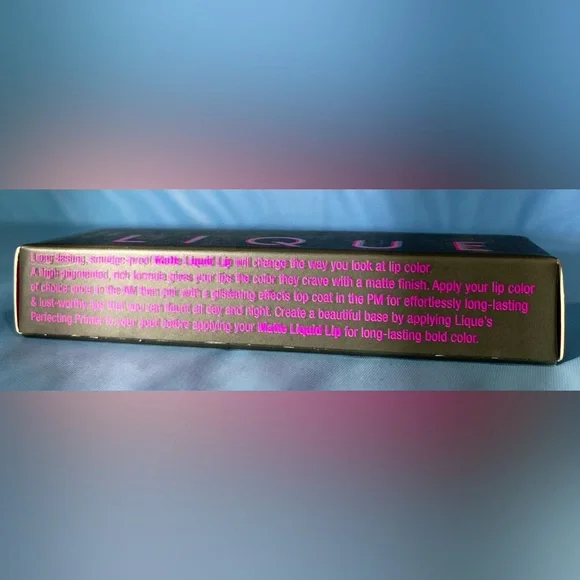 LIQUE
Long-lasting, smudge-proof Matte Liquid Lip will change the way you look at lip color.
A high-pigmented, rich formula gives your lips the color they crave with a matte finish. Apply your lip color
of choice once in the AM then pair with a glistening effects top coat in the PM for effortlessly long-lasting
& lust-worthy lips that you can flaunt all day and night. Create a beautiful base by applying Lique's
Perfecting Primer to your pout before applying your Matte Liquid Lip for long-lasting bold color.